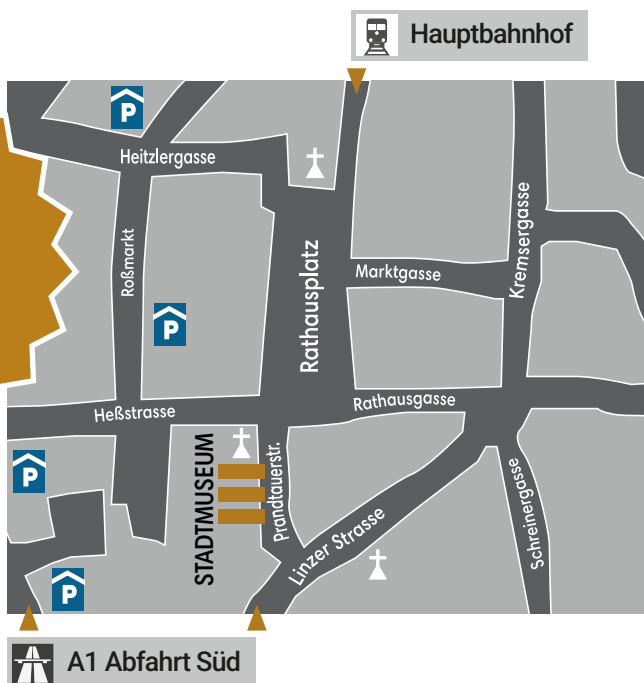 Hauptbahnhof
P
Heitzlergasse
Roßmarkt
Rathausplatz
Kremsergasse
Marktgasse
P
Rathausgasse
Heßstrasse
STADTMUSEUM
Prandtauerstr.
P
Linzer Strasse
Schreinergasse
P
A1 Abfahrt Süd